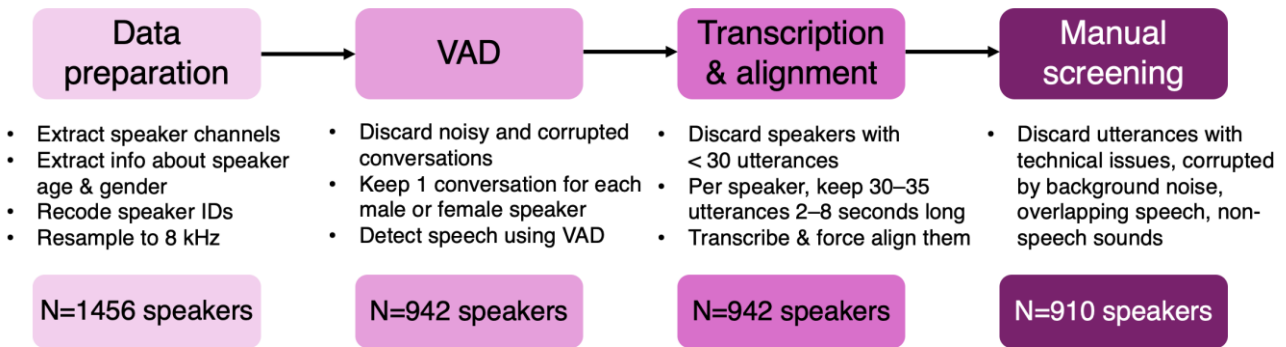 Data
preparation
VAD
Transcription
& alignment
Manual
screening
• Extract speaker channels
• Extract info about speaker
age & gender
• Recode speaker IDs
• Resample to 8 kHz
• Discard noisy and corrupted
conversations
• Keep 1 conversation for each
male or female speaker
• Detect speech using VAD
• Discard speakers with
< 30 utterances
• Per speaker, keep 30–35
utterances 2–8 seconds long
• Transcribe & force align them
• Discard utterances with
technical issues, corrupted
by background noise,
overlapping speech, non-
speech sounds
N=1456 speakers
N=942 speakers
N=942 speakers
N=910 speakers